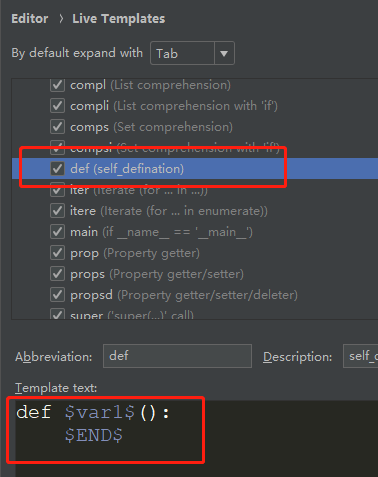 Editor › Live Templates
By default expand with Tab
compl (List comprehension)
compli (List comprehension with 'if')
comps (Set comprehension)
compsi (Set comprehension with 'if')
def (self_defination)
iter (Iterate (for ... in ...))
itere (Iterate (for ... in enumerate))
main (if __name__ == '__main__')
prop (Property getter)
props (Property getter/setter)
propsd (Property getter/setter/deleter)
super ('super(...)' call)
Abbreviation: def Description: self_d
Template text:
def $var1$():
$END$